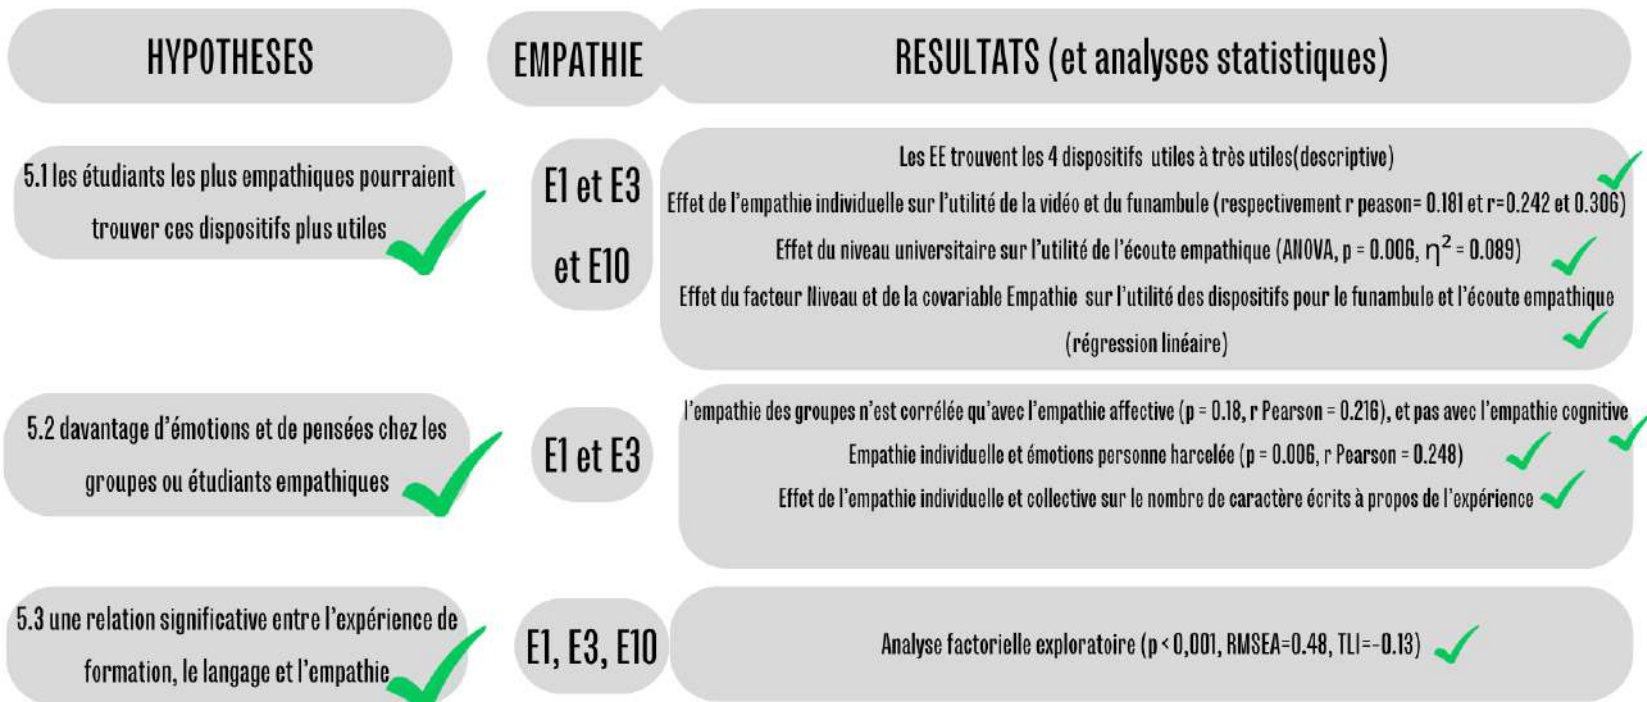 HYPOTHESES
EMPATHIE
RESULTATS (et analyses statistiques)
5.1 les étudiants les plus empathiques pourraient
trouver ces dispositifs plus utiles
E1 et E3
et E10
Les EE trouvent les 4 dispositifs utiles à très utiles(descriptive)
Effet de l'empathie individuelle sur l'utilité de la vidéo et du funambule (respectivement r peason= 0.181 et r=0.242 et 0.306)
Effet du niveau universitaire sur l'utilité de l'écoute empathique (ANOVA, p = 0.006, η² = 0.089)
Effet du facteur Niveau et de la covariable Empathie sur l'utilité des dispositifs pour le funambule et l'écoute empathique
(régression linéaire)
5.2 davantage d'émotions et de pensées chez les
groupes ou étudiants empathiques
E1 et E3
l'empathie des groupes n'est corrélée qu'avec l'empathie affective (p = 0.18, r Pearson = 0.216), et pas avec l'empathie cognitive
Empathie individuelle et émotions personne harcelée (p = 0.006, r Pearson = 0.248)
Effet de l'empathie individuelle et collective sur le nombre de caractère écrits à propos de l'expérience
5.3 une relation significative entre l'expérience de
formation, le langage et l'empathie
E1, E3, E10
Analyse factorielle exploratoire (p < 0,001, RMSEA=0.48, TLI=-0.13)